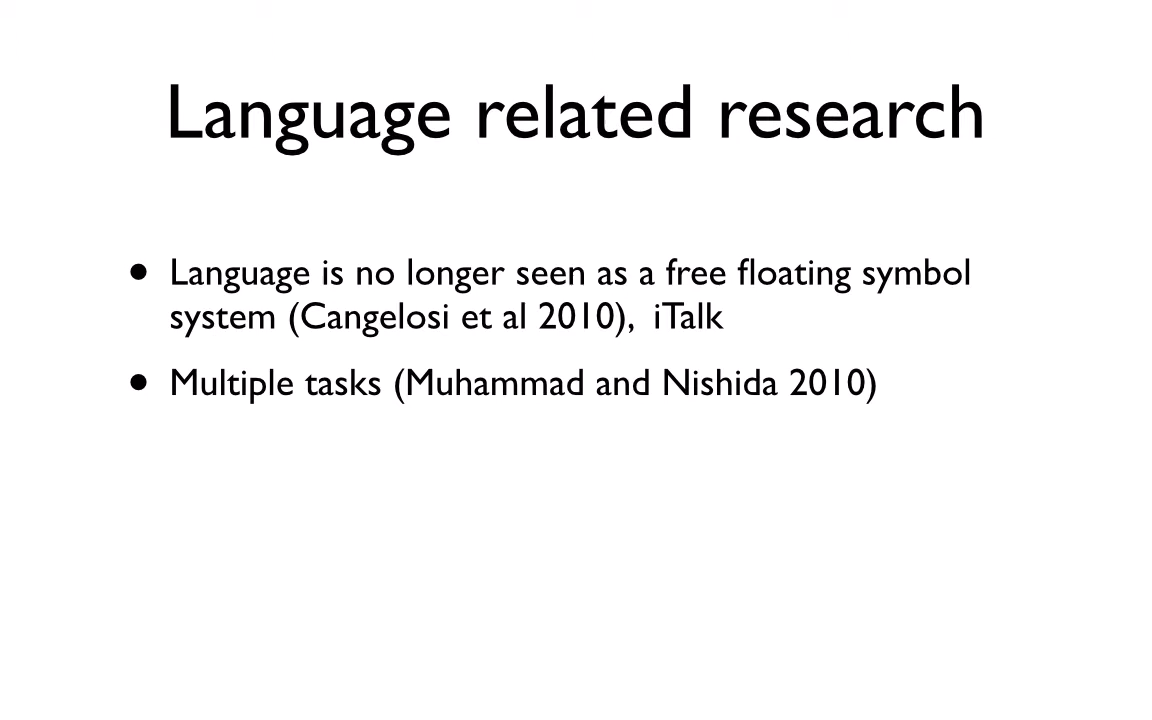 Language related research
• Language is no longer seen as a free floating symbol
system (Cangelosi et al 2010), iTalk
• Multiple tasks (Muhammad and Nishida 2010)